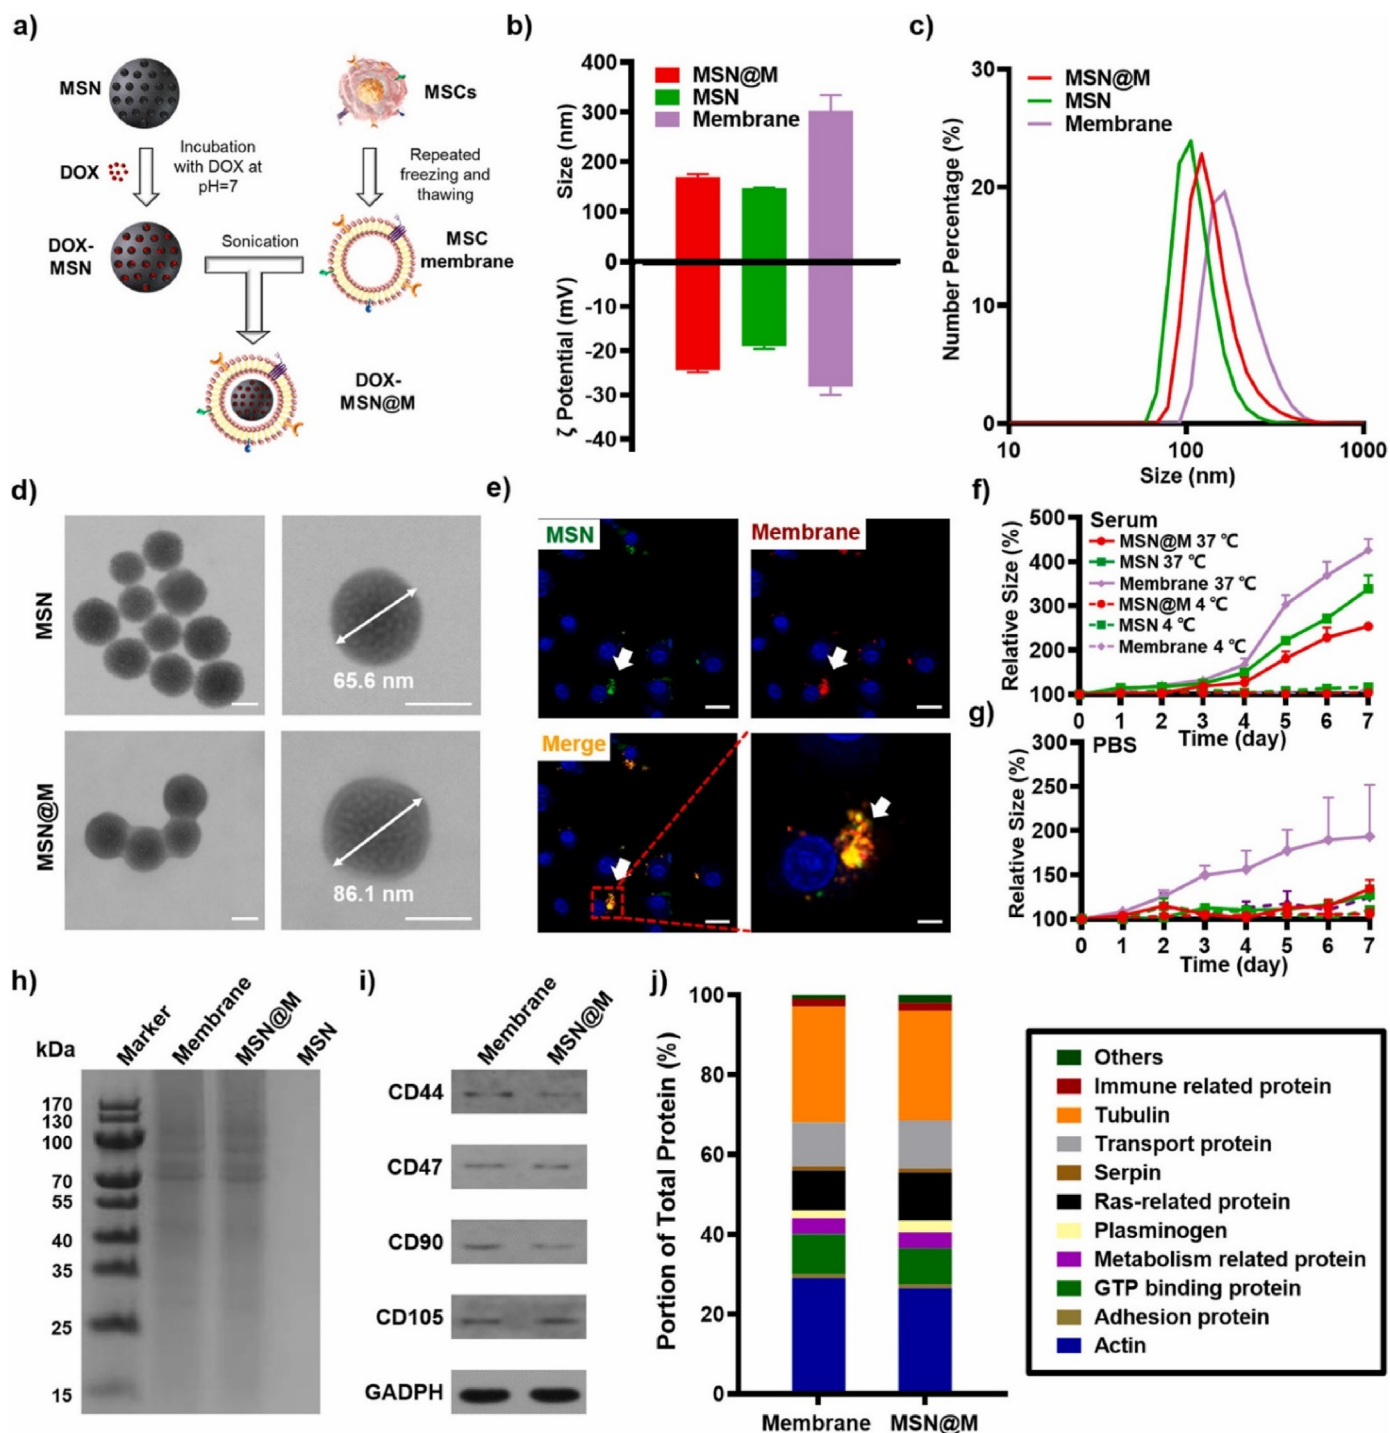 a)
MSN
DOX
Incubation
with DOX at
pH=7
DOX-
MSN
Sonication
MSCs
Repeated
freezing and
thawing
MSC
membrane
DOX-
MSN@M
b)
MSN@M
MSN
Membrane
Size (nm)
400
300
200
100
0
ζ Potential (mV)
-10
-20
-30
-40
c)
MSN@M
MSN
Membrane
Number Percentage (%)
30
20
10
0
10
100
1000
Size (nm)
d)
MSN
65.6 nm
MSN@M
86.1 nm
e)
MSN
Membrane
Merge
f)
Relative Size (%)
500
400
300
200
100
Serum
MSN@M 37 ℃
MSN 37 ℃
Membrane 37 ℃
MSN@M 4 ℃
MSN 4 ℃
Membrane 4 ℃
0 1 2 3 4 5 6 7
Time (day)
g)
Relative Size (%)
300
250
200
150
100
PBS
0 1 2 3 4 5 6 7
Time (day)
h)
kDa
Marker
Membrane
MSN@M
MSN
170
130
100
70
55
40
35
25
15
i)
Membrane
MSN@M
CD44
CD47
CD90
CD105
GADPH
j)
Portion of Total Protein (%)
100
80
60
40
20
0
Membrane
MSN@M
Others
Immune related protein
Tubulin
Transport protein
Serpin
Ras-related protein
Plasminogen
Metabolism related protein
GTP binding protein
Adhesion protein
Actin